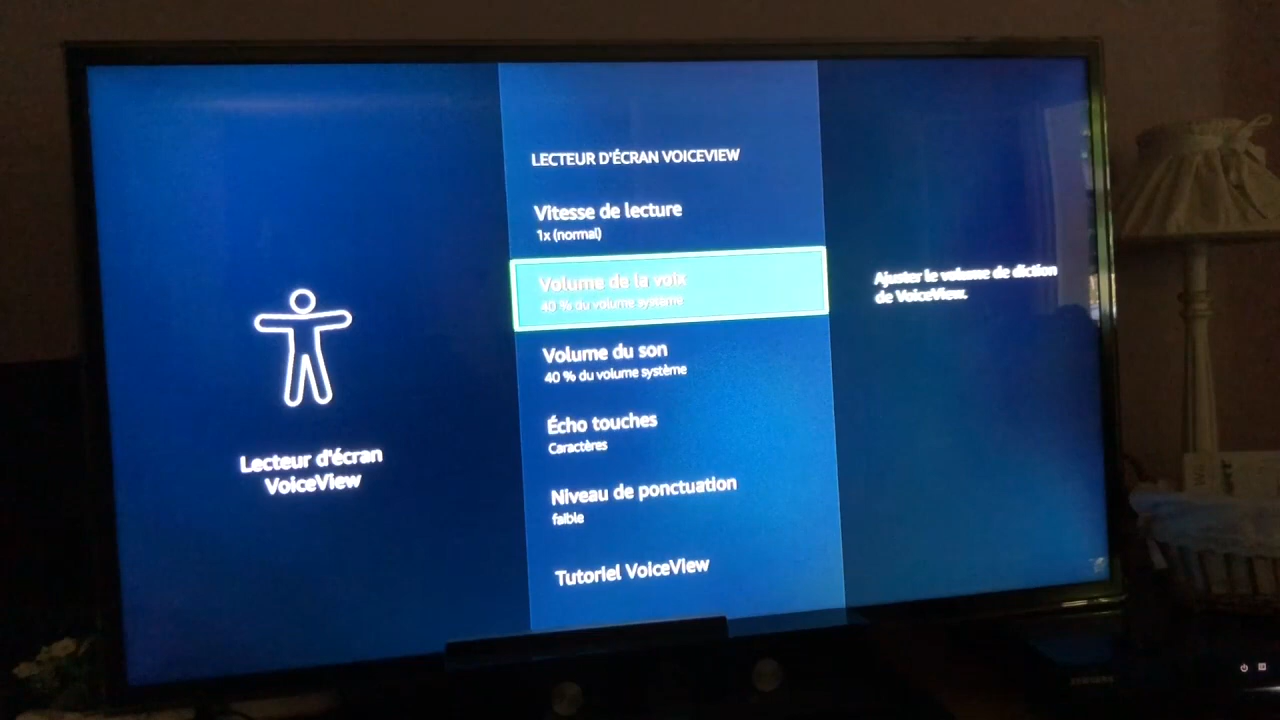 LECTEUR D'ÉCRAN VOICEVIEW
Vitesse de lecture
1x (normal)
Volume de la voix
40 % du volume système
Volume du son
40 % du volume système
Écho touches
Caractères
Niveau de ponctuation
faible
Tutoriel VoiceView
Lecteur d'écran
VoiceView
Ajuster le volume de diction
de VoiceView.